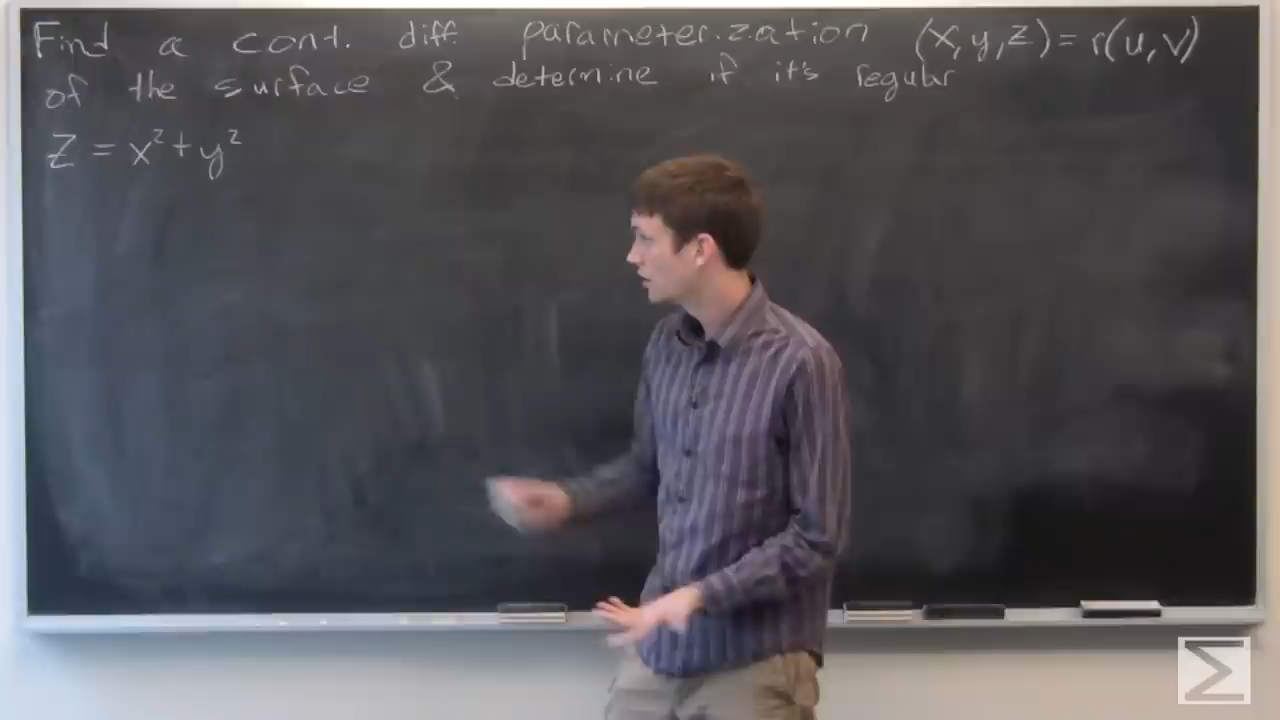 Find a cont. diff. parameterization (x,y,z)=r(u,v)
of the surface & determine if it's regular
z = x²+y²
Σ